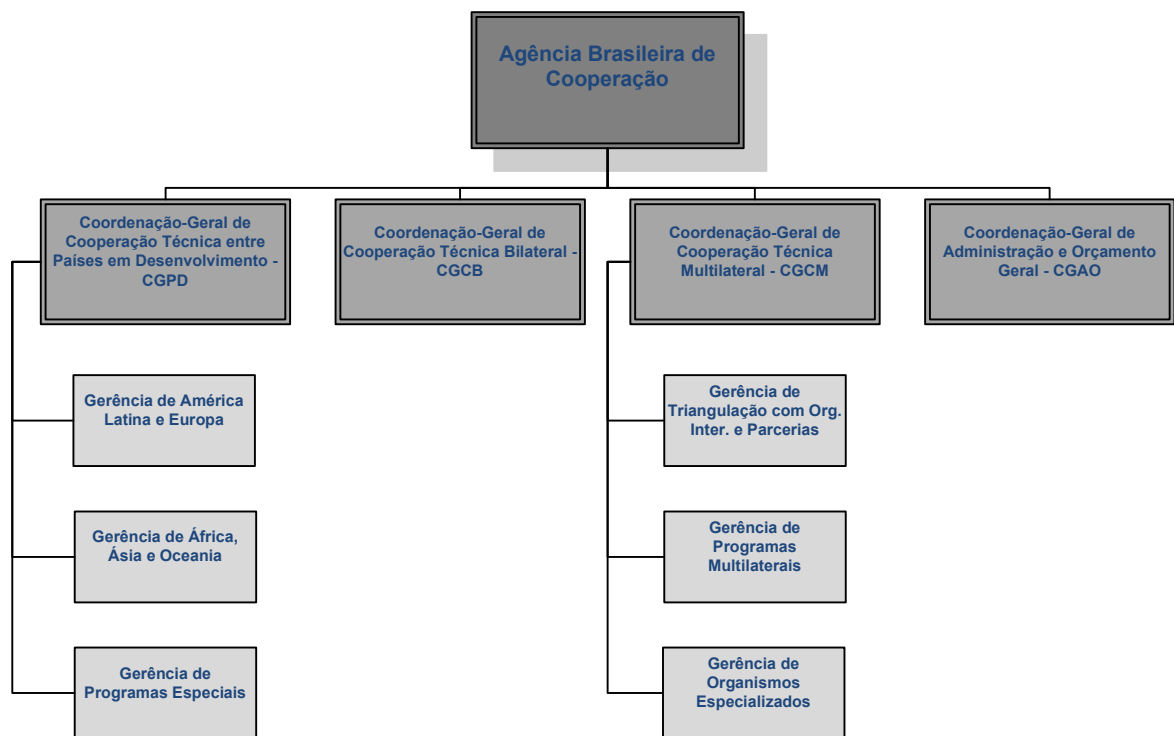 Agência Brasileira de
Cooperação
Coordenação-Geral de
Cooperação Técnica entre
Países em Desenvolvimento -
CGPD
Coordenação-Geral de
Cooperação Técnica Bilateral -
CGCB
Coordenação-Geral de
Cooperação Técnica
Multilateral - CGCM
Coordenação-Geral de
Administração e Orçamento
Geral - CGAO
Gerência de América
Latina e Europa
Gerência de
Triangulação com Org.
Inter. e Parcerias
Gerência de África,
Ásia e Oceania
Gerência de
Programas
Multilaterais
Gerência de
Programas Especiais
Gerência de
Organismos
Especializados